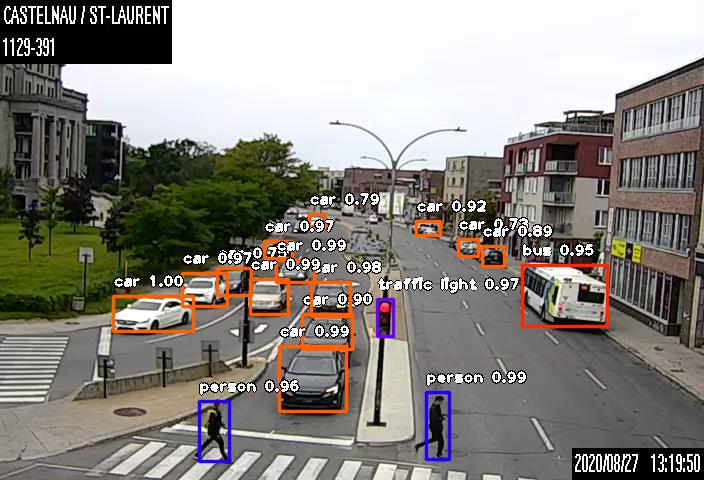 CASTELNAU / ST-LAURENT
1129-391
car 0.79
car 0.92
car 0.97
car 0.73
car 0.89
car 0.99
bus 0.95
car 0.97
0.75
car 0.99
car 0.98
car 1.00
traffic light 0.97
car 0.90
car 0.99
person 0.99
person 0.96
2020/08/27 13:19:50